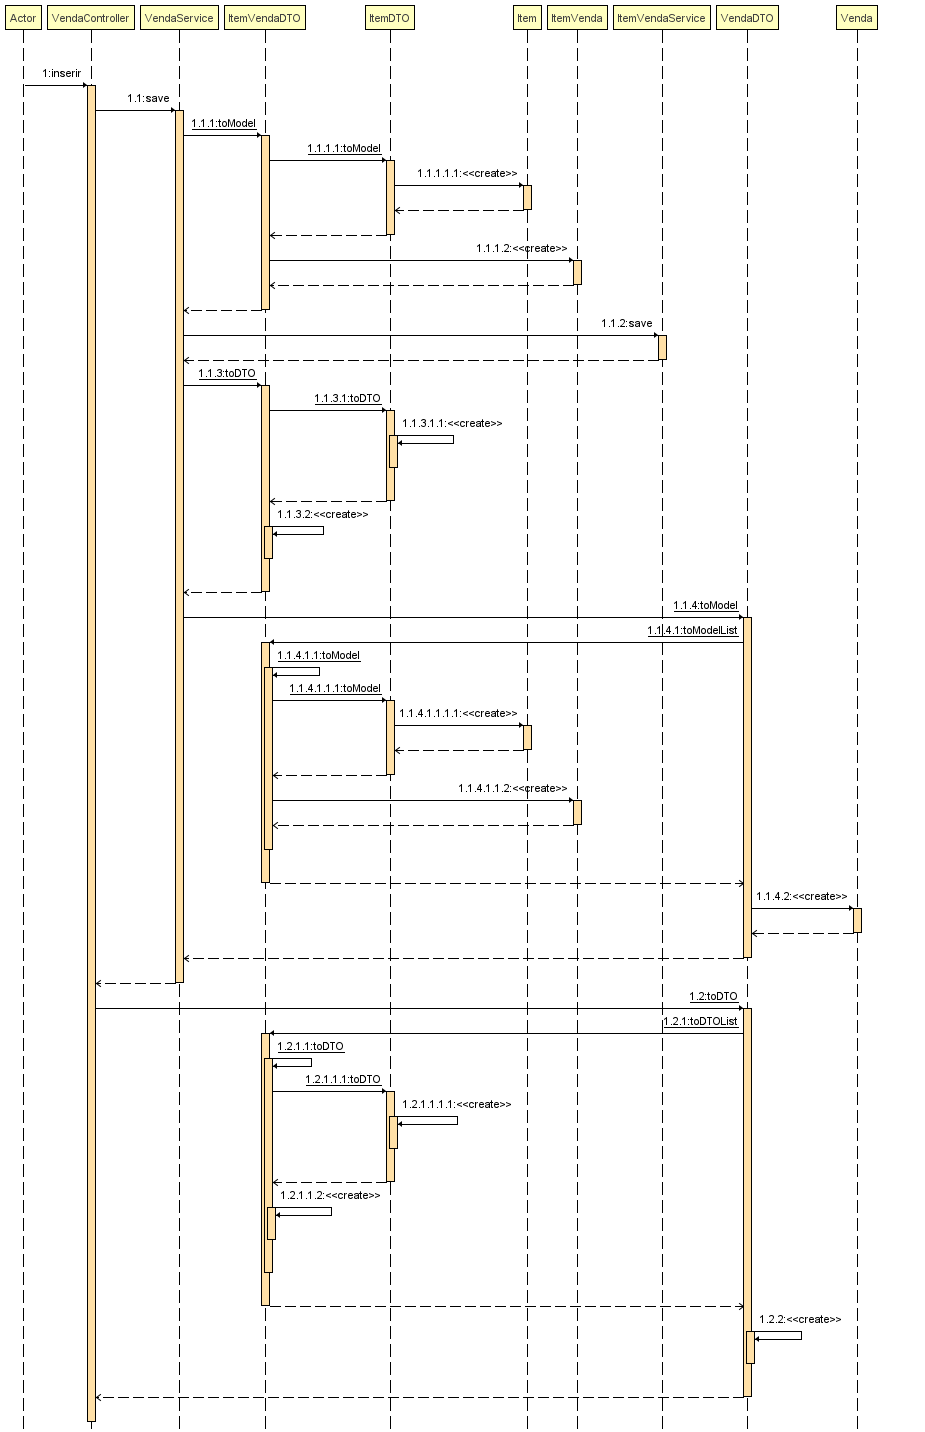 Actor VendaController VendaService ItemVendaDTO ItemDTO Item ItemVenda ItemVendaService VendaDTO Venda
1:inserir
1.1:save
1.1.1:toModel
1.1.1.1:toModel
1.1.1.1.1:<<create>>
1.1.1.2:<<create>>
1.1.2:save
1.1.3:toDTO
1.1.3.1:toDTO
1.1.3.1.1:<<create>>
1.1.3.2:<<create>>
1.1.4:toModel
1.1.4.1:toModelList
1.1.4.1.1:toModel
1.1.4.1.1.1:toModel
1.1.4.1.1.1.1:<<create>>
1.1.4.1.1.2:<<create>>
1.1.4.2:<<create>>
1.2:toDTO
1.2.1:toDTOList
1.2.1.1:toDTO
1.2.1.1.1:toDTO
1.2.1.1.1.1:<<create>>
1.2.1.1.2:<<create>>
1.2.2:<<create>>